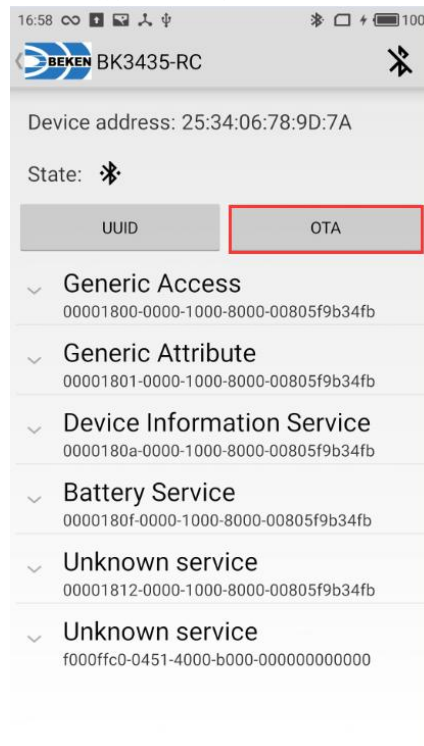 16:58 100
BEKEN BK3435-RC
Device address: 25:34:06:78:9D:7A
State:
UUID OTA
Generic Access
00001800-0000-1000-8000-00805f9b34fb
Generic Attribute
00001801-0000-1000-8000-00805f9b34fb
Device Information Service
0000180a-0000-1000-8000-00805f9b34fb
Battery Service
0000180f-0000-1000-8000-00805f9b34fb
Unknown service
00001812-0000-1000-8000-00805f9b34fb
Unknown service
f000ffc0-0451-4000-b000-000000000000